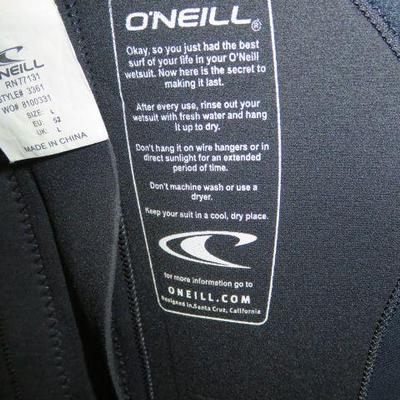 O'NEILL
RN77131
STYLE# 3361
WO# 8100331
SIZE: L
EU: 52
UK: L
MADE IN CHINA
O'NEILL®
Okay, so you just had the best
surf of your life in your O'Neill
wetsuit. Now here is the secret to
making it last.
After every use, rinse out your
wetsuit with fresh water and hang
it up to dry.
Don't hang it on wire hangers or in
direct sunlight for an extended
period of time.
Don't machine wash or use a
dryer.
Keep your suit in a cool, dry place.
for more information go to
ONEILL.COM
Designed in Santa Cruz, California